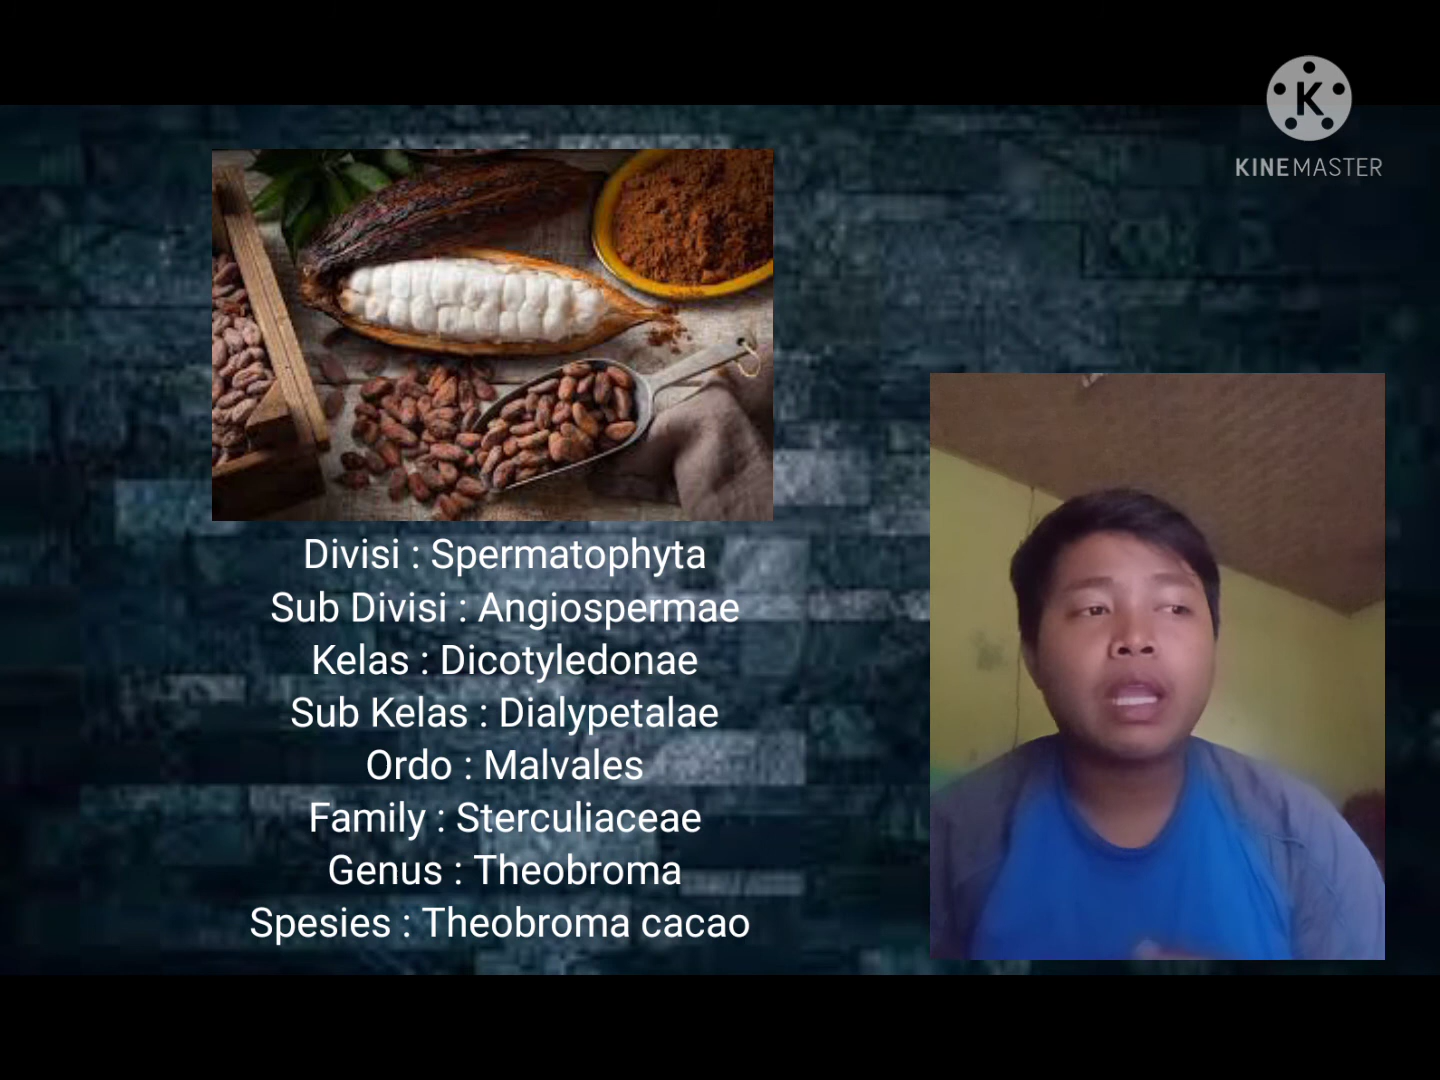 K
KINEMASTER
Divisi : Spermatophyta
Sub Divisi : Angiospermae
Kelas : Dicotyledonae
Sub Kelas : Dialypetalae
Ordo : Malvales
Family : Sterculiaceae
Genus : Theobroma
Spesies : Theobroma cacao